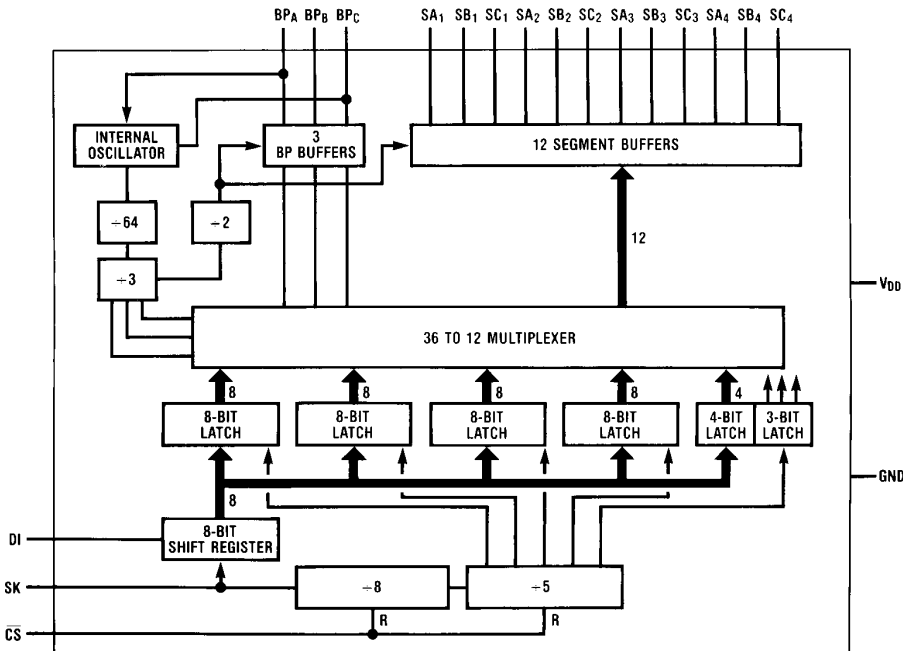 BPA BPB BPC SA1 SB1 SC1 SA2 SB2 SC2 SA3 SB3 SC3 SA4 SB4 SC4
INTERNAL
OSCILLATOR
3
BP BUFFERS
12 SEGMENT BUFFERS
÷64
÷2
12
÷3
VDD
36 TO 12 MULTIPLEXER
8 8 8 8 4
8-BIT
LATCH
8-BIT
LATCH
8-BIT
LATCH
8-BIT
LATCH
4-BIT
LATCH
3-BIT
LATCH
GND
8
DI
8-BIT
SHIFT REGISTER
SK
÷8
÷5
R R
CS